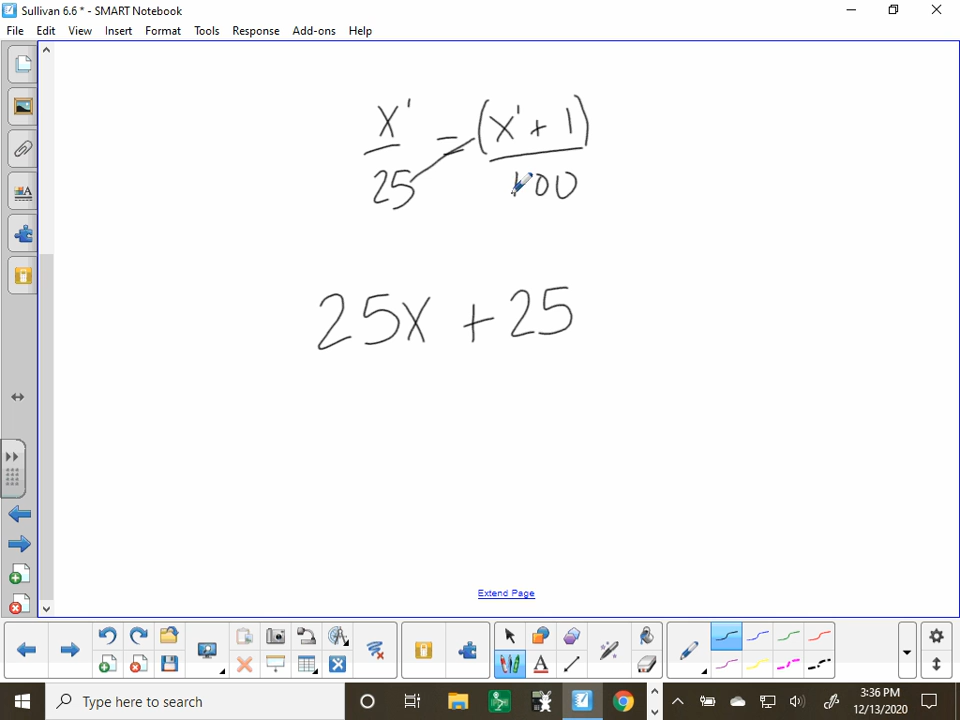 Sullivan 6.6 * - SMART Notebook
File Edit View Insert Format Tools Response Add-ons Help
x' = (x' + 1)
25 100
25x + 25
Extend Page
Type here to search
3:36 PM
12/13/2020